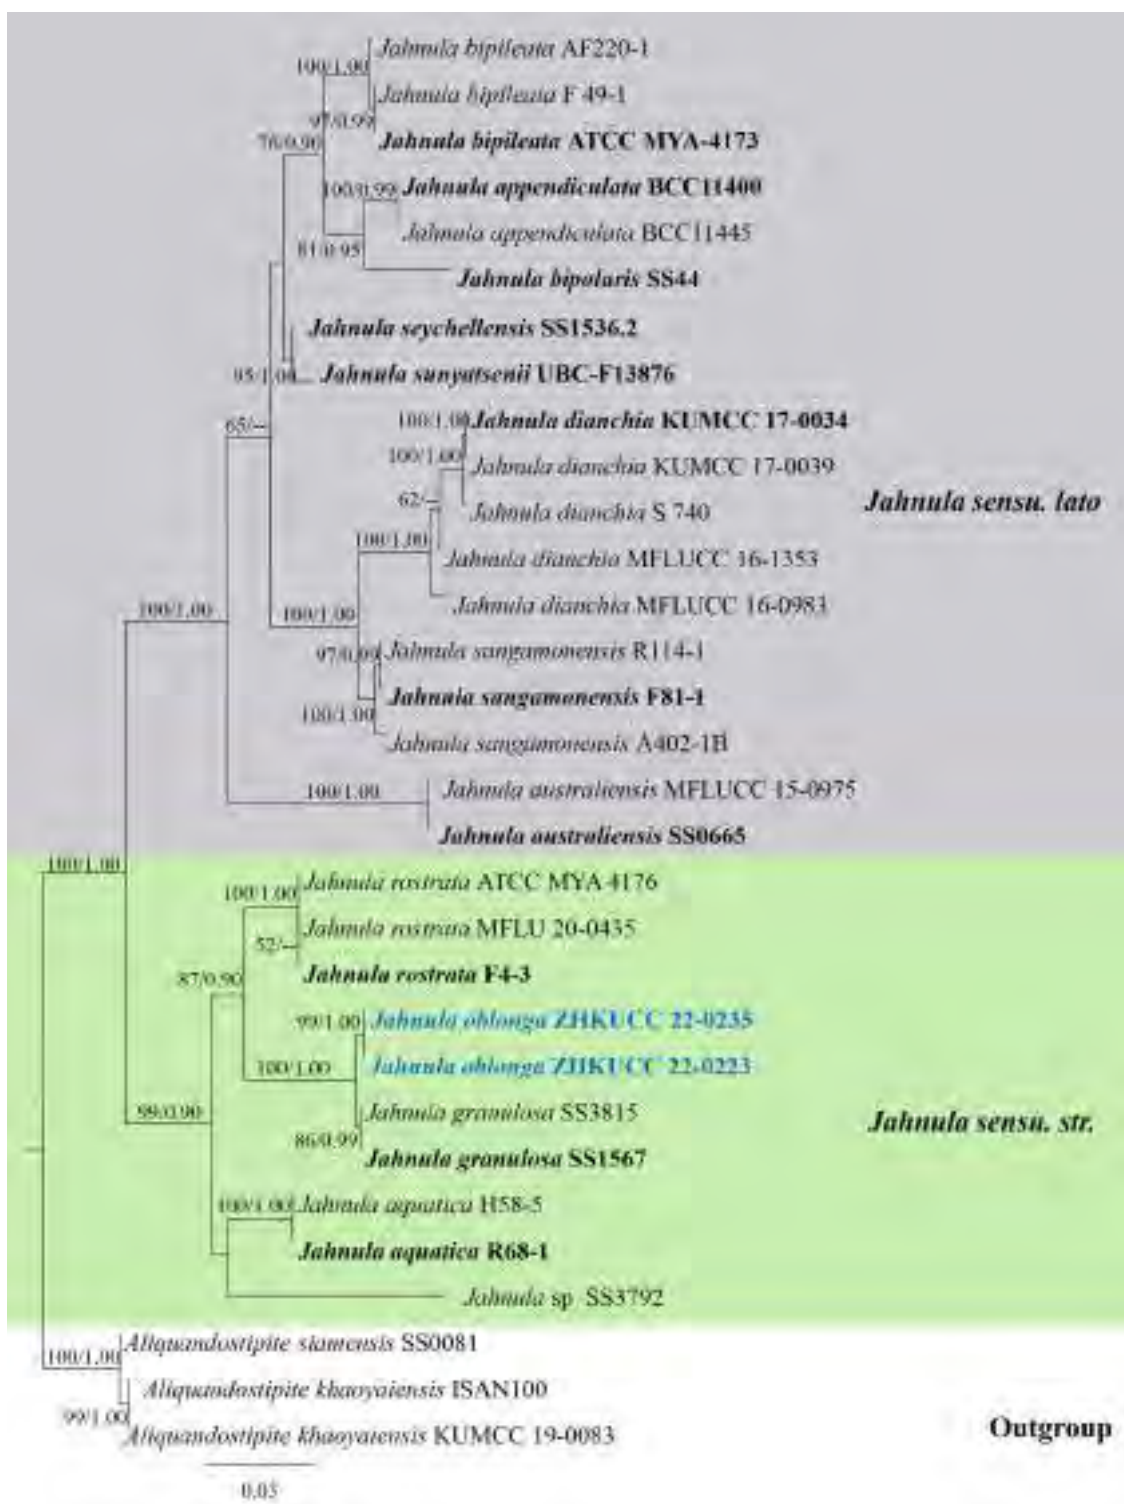 Jahnula bipileata AF220-1
100/1.00
Jahnula bipileata F 49-1
97/0.99
Jahnula bipileata ATCC MYA-4173
76/0.90
100/0.99 Jahnula appendiculata BCC11400
Jahnula appendiculata BCC11445
81/0.95
Jahnula bipolaris SS44
Jahnula seychellensis SS1536.2
95/1.00 Jahnula sunyatsenii UBC-F13876
100/1.00 Jahnula dianchia KUMCC 17-0034
65/--
100/1.00 Jahnula dianchia KUMCC 17-0039
62/--
Jahnula dianchia S 740
Jahnula sensu. lato
100/1.00
Jahnula dianchia MFLUCC 16-1353
Jahnula dianchia MFLUCC 16-0983
100/1.00
100/1.00
97/0.99 Jahnula sangamonensis R114-1
Jahnula sangamonensis F81-1
100/1.00
Jahnula sangamonensis A402-1B
100/1.00
Jahnula australiensis MFLUCC 15-0975
Jahnula australiensis SS0665
100/1.00
Jahnula rostrata ATCC MYA 4176
100/1.00
Jahnula rostrata MFLU 20-0435
52/--
Jahnula rostrata F4-3
87/0.90
99/1.00 Jahnula oblonga ZHKUCC 22-0235
Jahnula oblonga ZHKUCC 22-0223
100/1.00
99/0.90
Jahnula granulosa SS3815
Jahnula sensu. str.
86/0.99
Jahnula granulosa SS1567
100/1.00 Jahnula aquatica H58-5
Jahnula aquatica R68-1
Jahnula sp SS3792
Aliquandostipite siamensis SS0081
100/1.00
Aliquandostipite khaoyaiensis ISAN100
99/1.00
Aliquandostipite khaoyaiensis KUMCC 19-0083
Outgroup
0.03